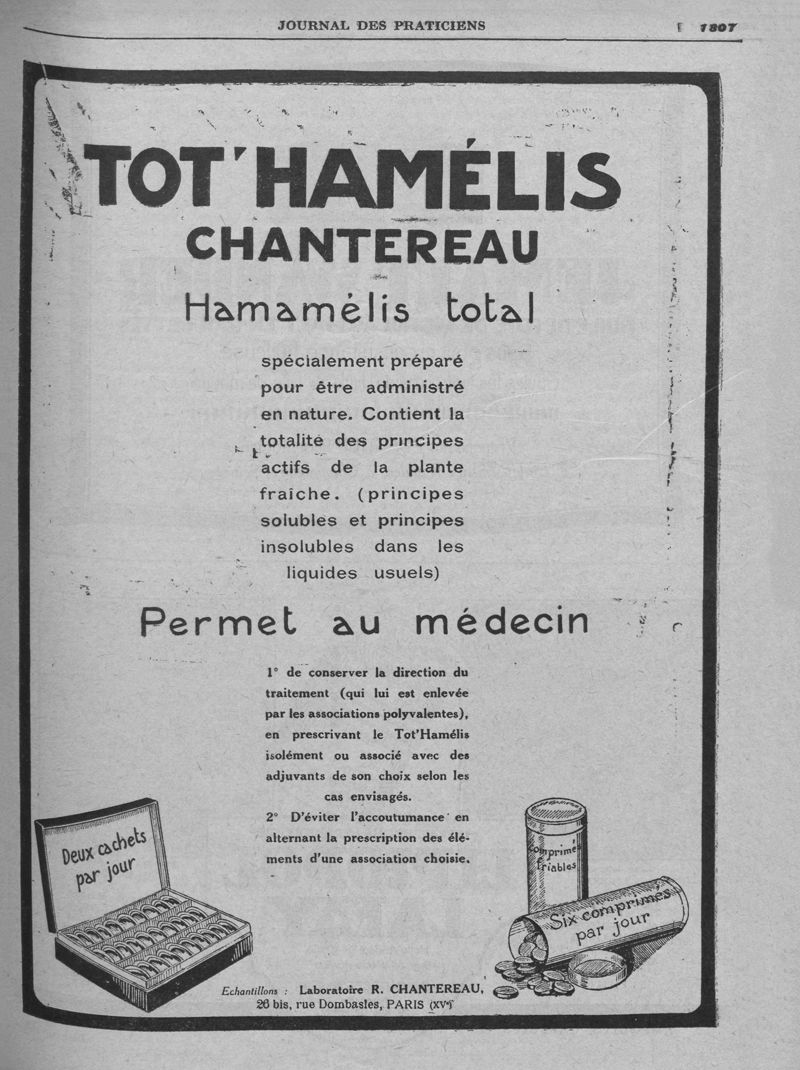 JOURNAL DES PRATICIENS
1807
TOT'HAMÉLIS
CHANTEREAU
Hamamélis total
spécialement préparé
pour être administré
en nature. Contient la
totalité des principes
actifs de la plante
fraîche. (principes
solubles et principes
insolubles dans les
liquides usuels)
Permet au médecin
1° de conserver la direction du
traitement (qui lui est enlevée
par les associations polyvalentes),
en prescrivant le Tot'Hamélis
isolément ou associé avec des
adjuvants de son choix selon les
cas envisagés.
2° D'éviter l'accoutumance en
alternant la prescription des élé-
ments d'une association choisie.
Deux cachets
par jour
Comprimés
friables
Six comprimés
par jour
Echantillons : Laboratoire R. CHANTEREAU,
26 bis, rue Dombasles, PARIS (XVe)